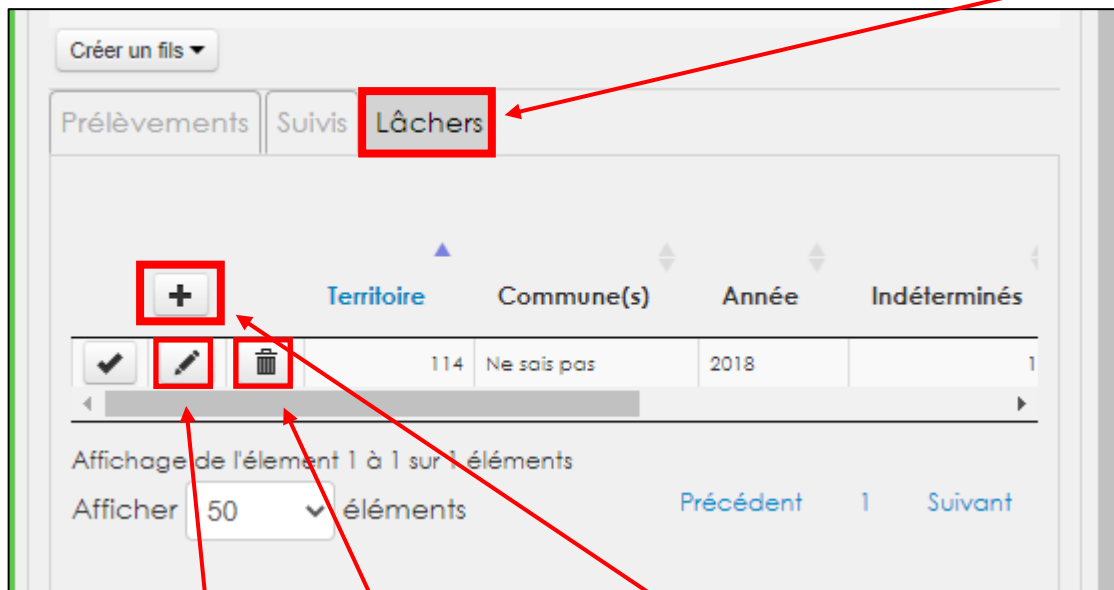 Créer un fils
Prélèvements Suivis Lâchers
Territoire Commune(s) Année Indéterminés
114 Ne sais pas 2018 1
Affichage de l'élement 1 à 1 sur 1 éléments
Afficher 50 éléments Précédent 1 Suivant